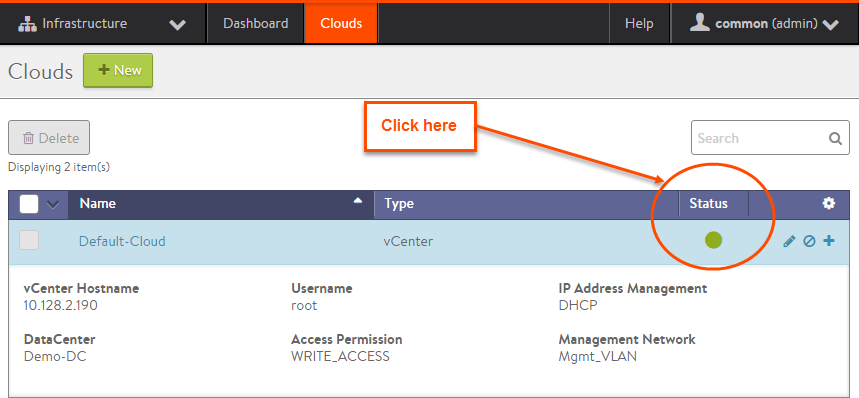 Infrastructure Dashboard Clouds Help common (admin)
Clouds + New
Click here
Delete Search
Displaying 2 item(s)
Name Type Status
Default-Cloud vCenter
vCenter Hostname Username IP Address Management
10.128.2.190 root DHCP
DataCenter Access Permission Management Network
Demo-DC WRITE_ACCESS Mgmt_VLAN